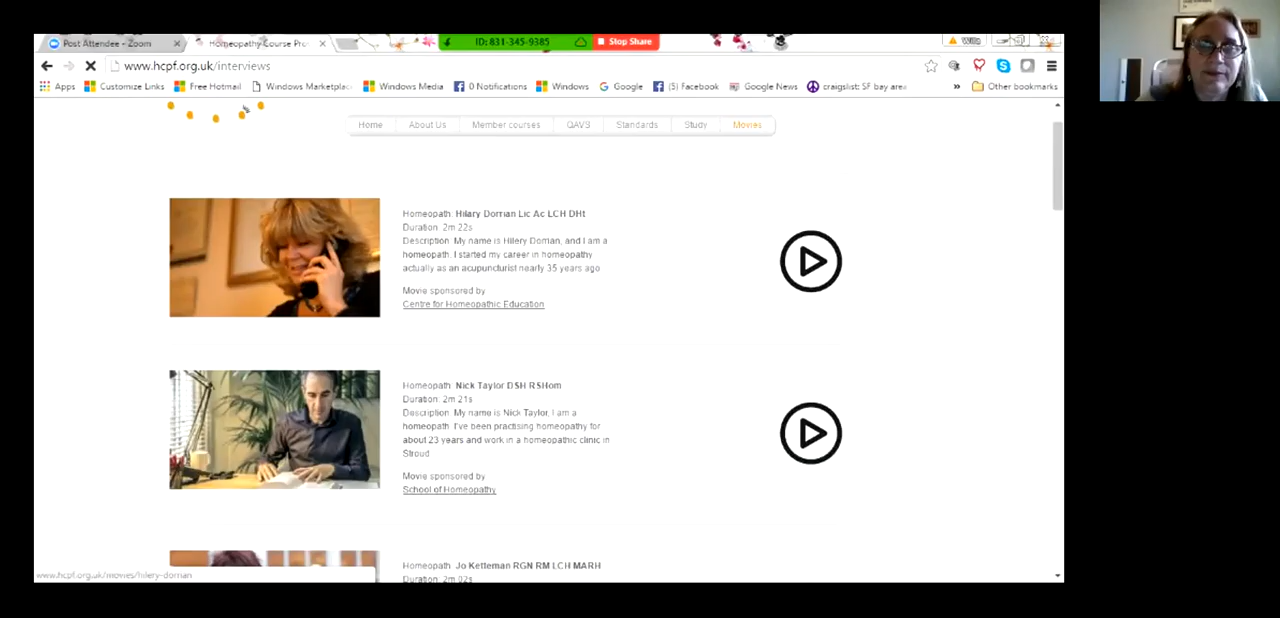 Post Attendee - Zoom
Homeopathy Course Pro
ID: 831-345-9385
Stop Share
www.hcpf.org.uk/interviews
Apps
Customize Links
Free Hotmail
Windows Marketplac
Windows Media
0 Notifications
Windows
Google
(5) Facebook
Google News
craigslist: SF bay area
»
Other bookmarks
Home
About Us
Member courses
QAVS
Standards
Study
Movies
Homeopath: Hilary Dorrian Lic Ac LCH DHt
Duration: 2m 22s
Description: My name is Hilery Dorrian, and I am a
homeopath. I started my career in homeopathy
actually as an acupuncturist nearly 35 years ago
Movie sponsored by
Centre for Homeopathic Education
Homeopath: Nick Taylor DSH RSHom
Duration: 2m 21s
Description: My name is Nick Taylor, I am a
homeopath. I've been practising homeopathy for
about 23 years and work in a homeopathic clinic in
Stroud
Movie sponsored by
School of Homeopathy
Homeopath: Jo Ketteman RGN RM LCH MARH
Duration: 2m 02s
www.hcpf.org.uk/movies/hilery-dorrian